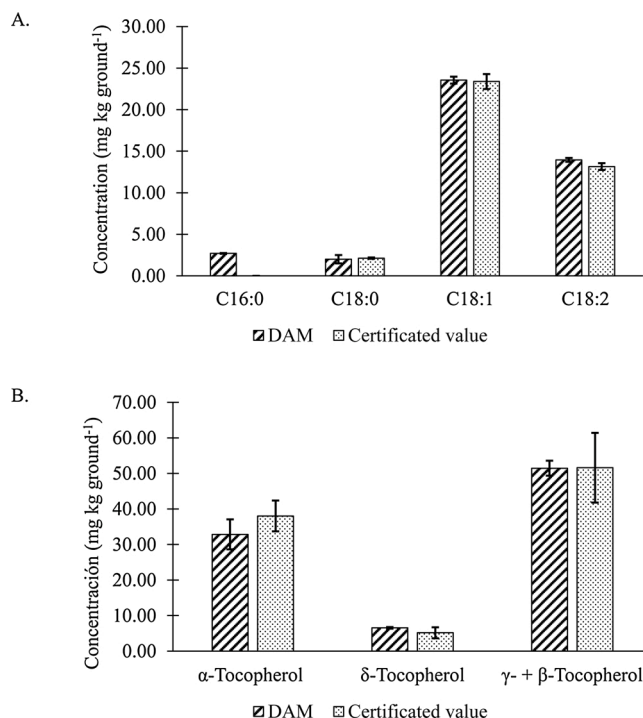 A.
Concentration (mg kg ground-1)
30.00
25.00
20.00
15.00
10.00
5.00
0.00
C16:0 C18:0 C18:1 C18:2
DAM Certificated value
B.
Concentración (mg kg ground-1)
70.00
60.00
50.00
40.00
30.00
20.00
10.00
0.00
α-Tocopherol δ-Tocopherol γ- + β-Tocopherol
DAM Certificated value